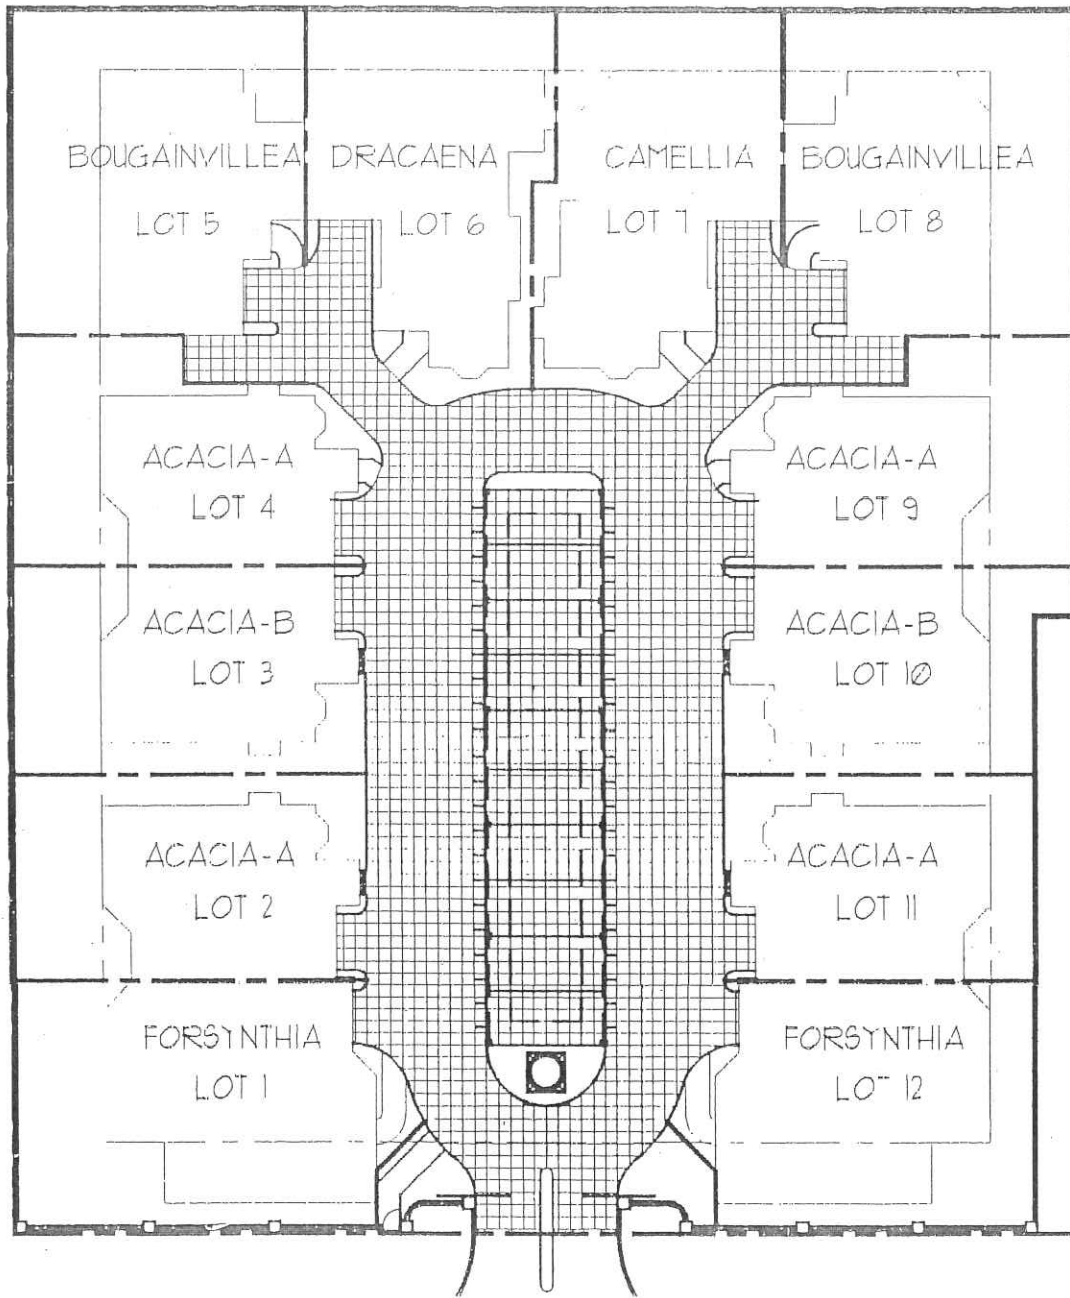 BOUGAINVILLEA
LOT 5
DRACAENA
LOT 6
CAMELLIA
LOT 7
BOUGAINVILLEA
LOT 8
ACACIA-A
LOT 4
ACACIA-A
LOT 9
ACACIA-B
LOT 3
ACACIA-B
LOT 10
ACACIA-A
LOT 2
ACACIA-A
LOT 11
FORSYNTHIA
LOT 1
FORSYNTHIA
LOT 12